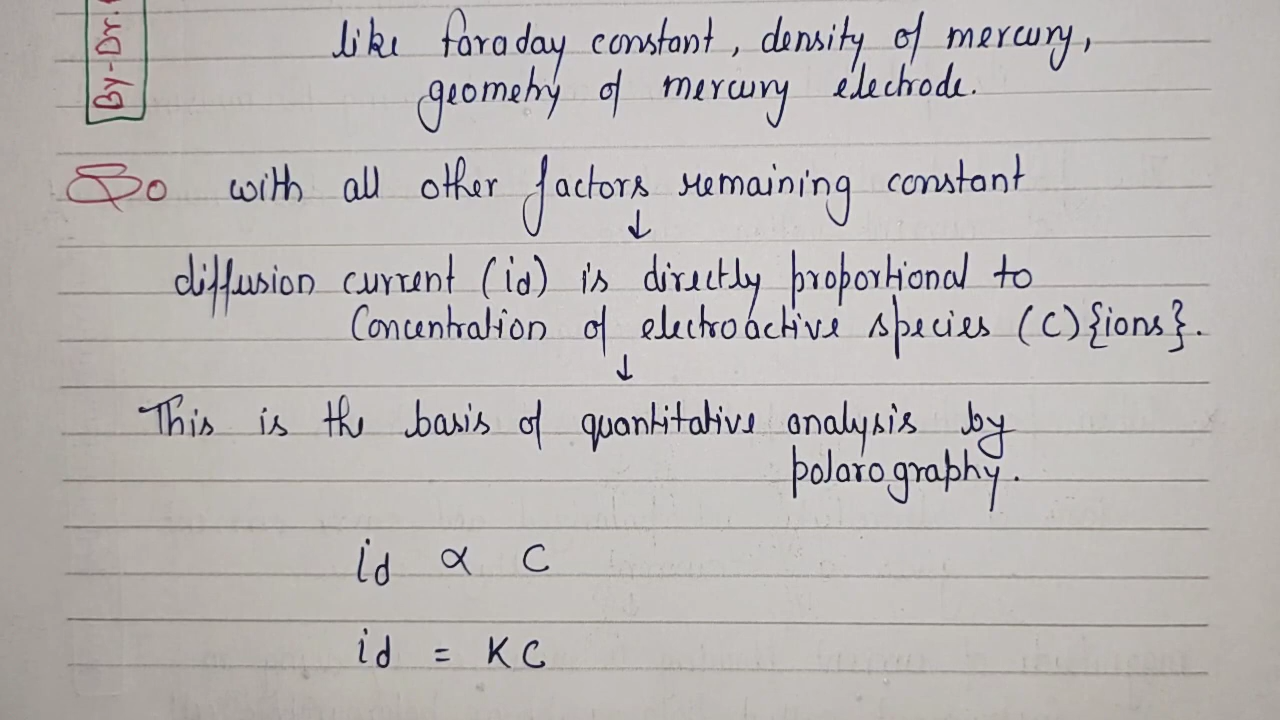 By-Dr.
like faraday constant, density of mercury,
geometry of mercury electrode.
So with all other factors remaining constant
↓
diffusion current (id) is directly proportional to
Concentration of electroactive species (C) {ions}.
↓
This is the basis of quantitative analysis by
polarography.
id ∝ C
id = KC